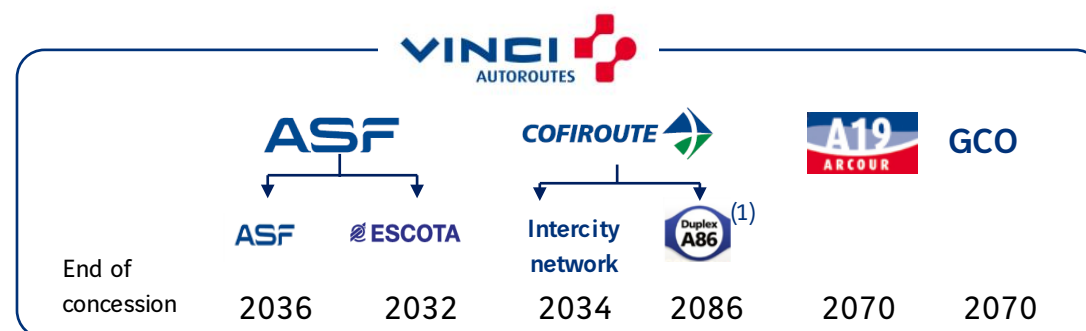 VINCI
AUTOROUTES
ASF
COFIROUTE
A19
ARCOUR
GCO
ASF
ESCOTA
Intercity
network
Duplex
A86
(1)
End of
concession
2036
2032
2034
2086
2070
2070